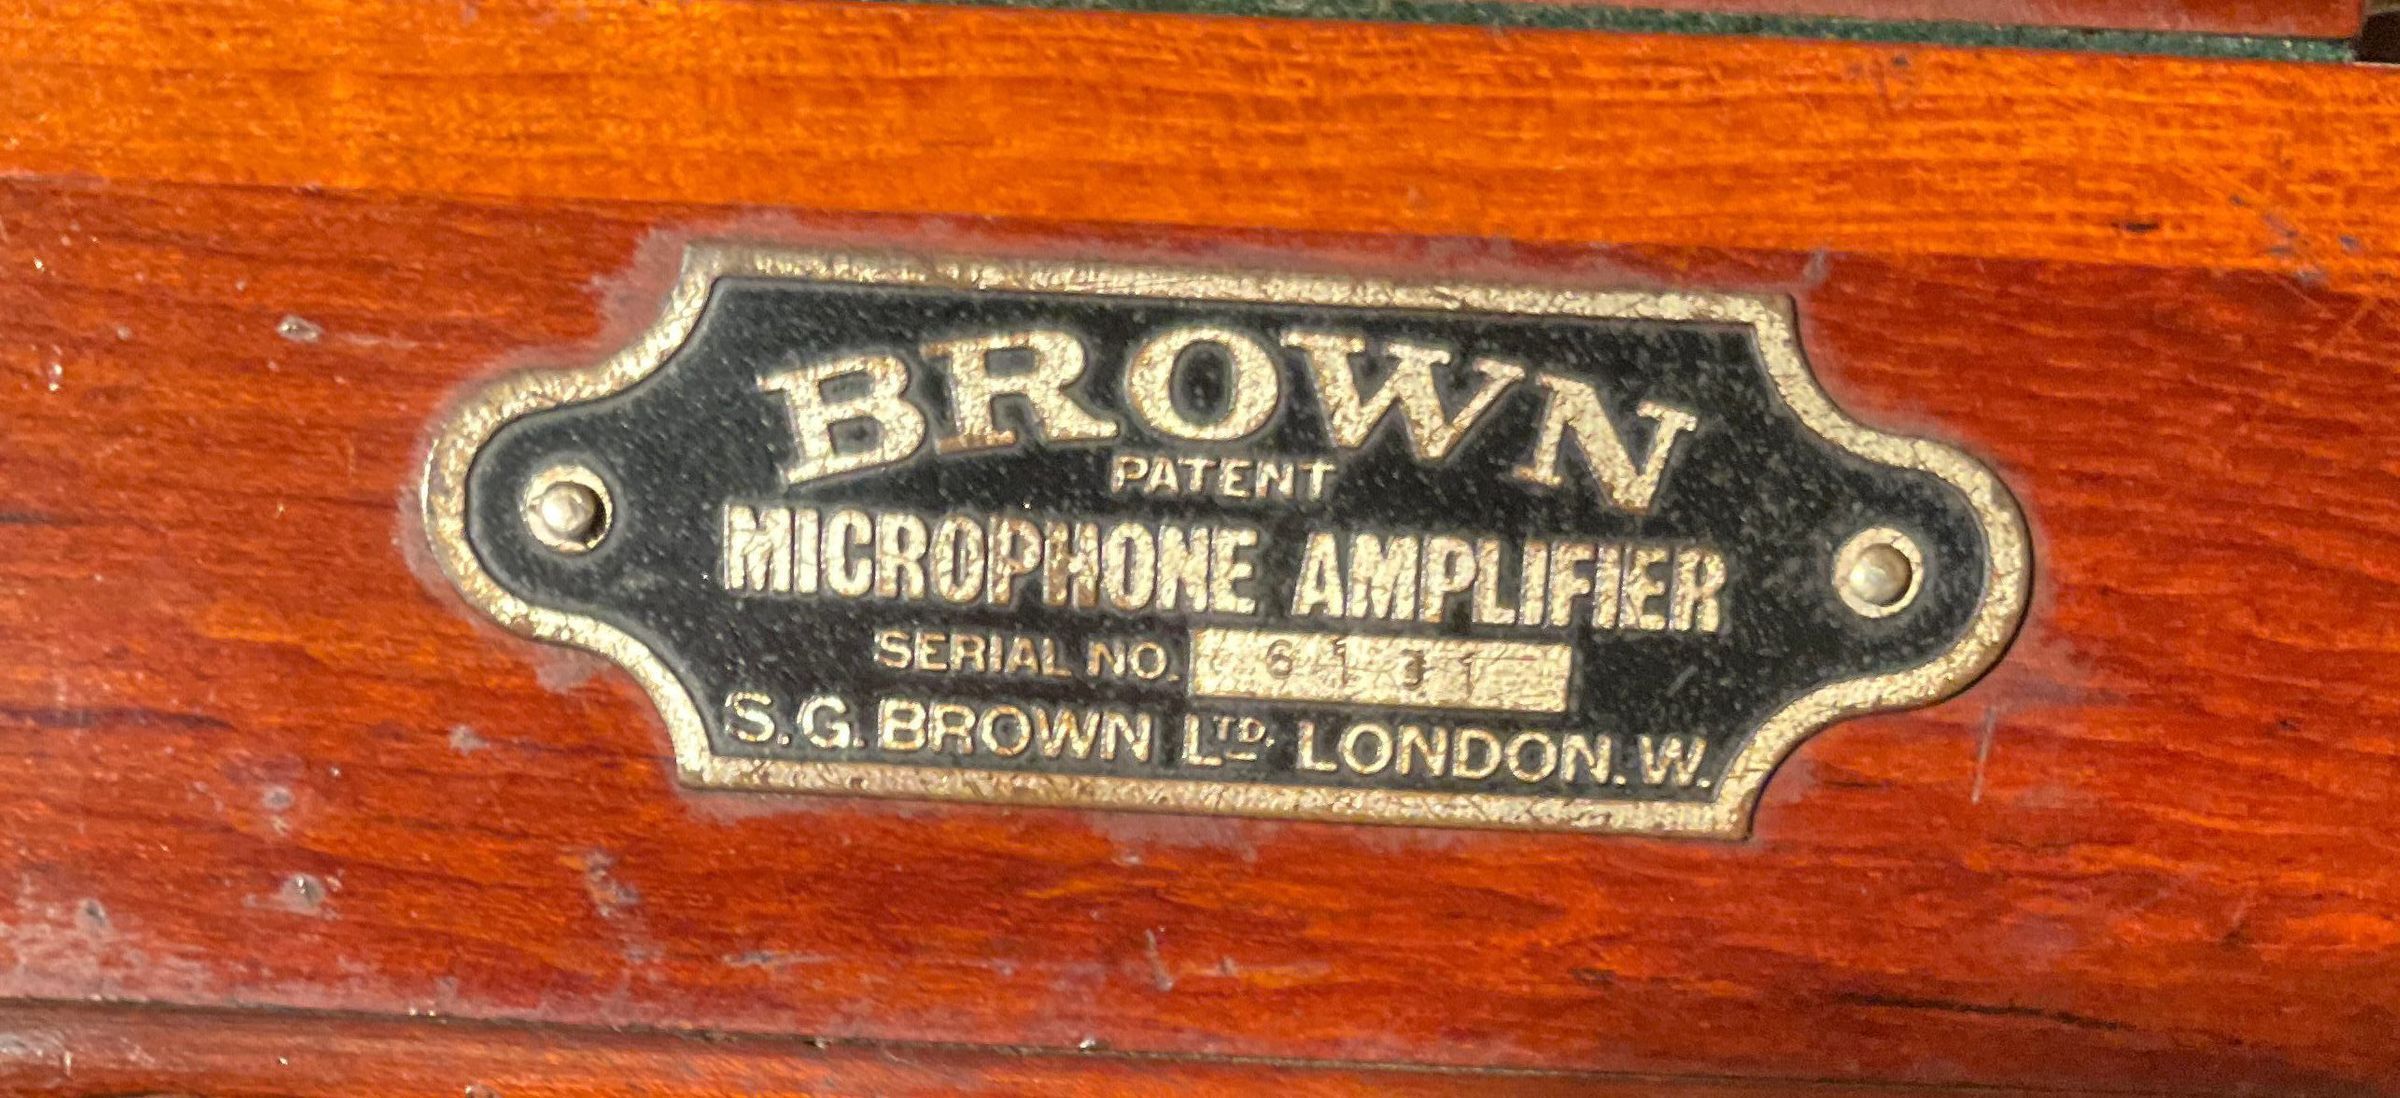 BROWN
PATENT
MICROPHONE AMPLIFIER
SERIAL NO.
S.G. BROWN LTD. LONDON. W.